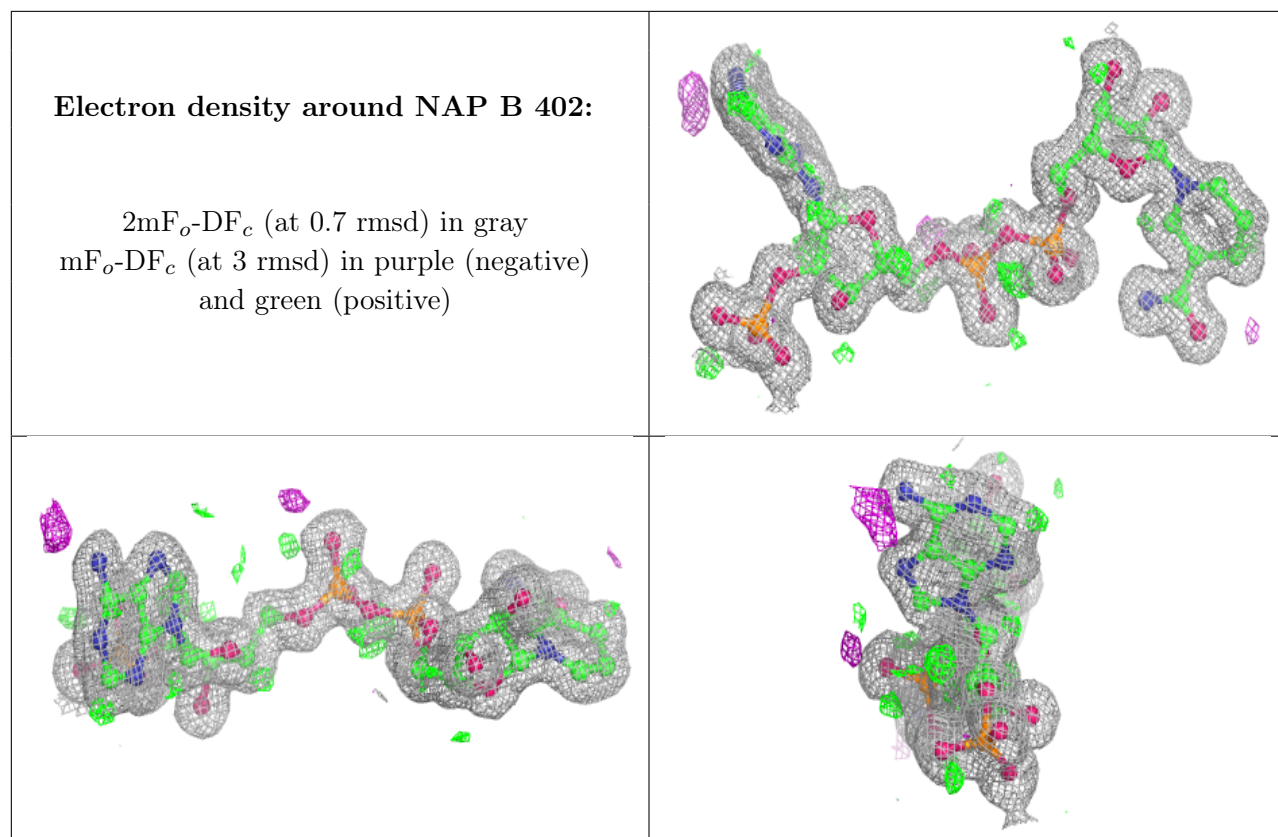 Electron density around NAP B 402:
2mFo-DFc (at 0.7 rmsd) in gray
mFo-DFc (at 3 rmsd) in purple (negative)
and green (positive)